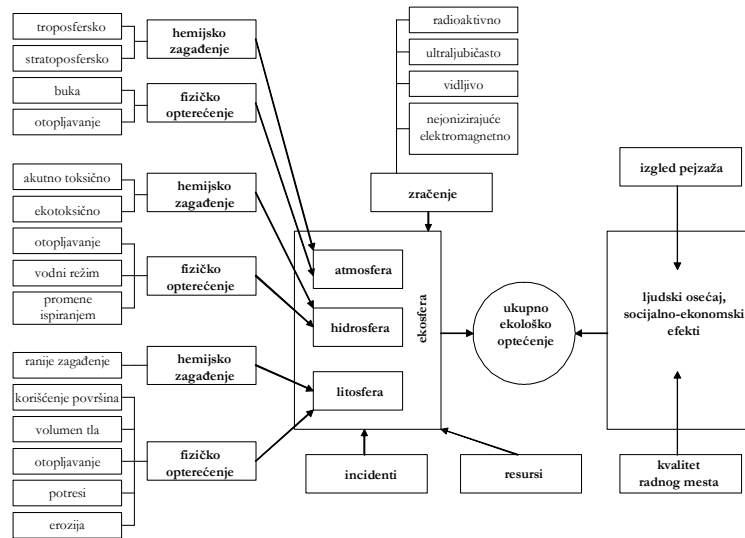 troposfersko
stratoposfersko
hemijsko
zagađenje
buka
otopljavanje
fizičko
opterećenje
akutno toksično
ekotoksično
hemijsko
zagađenje
otopljavanje
vodni režim
promene
ispiranjem
fizičko
opterećenje
ranije zagađenje
hemijsko
zagađenje
korišćenje površina
volumen tla
otopljavanje
potresi
erozija
fizičko
opterećenje
radioaktivno
ultraljubičasto
vidljivo
nejonizirajuće
elektromagnetno
zračenje
atmosfera
hidrosfera
litosfera
ekosfera
incidenti
resursi
ukupno
ekološko
optećenje
izgled pejzaža
ljudski osećaj,
socijalno-ekonomski
efekti
kvalitet
radnog mesta